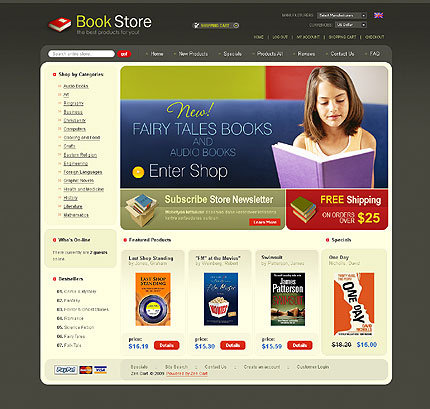 MANUFACTURERS: Select Manufacturers
CURRENCIES: US Dollar
Book Store
the best products for you!
SHOPPING CART
HOME | LOG OUT | MY ACCOUNT | SHOPPING CART | CHECKOUT
Search entire store...
go!
Home
New Products
Specials
Products All
Reviews
Contact Us
FAQ
Shop by Categories:
Audio Books
Art
Biography
Business
Christianity
Computers
Cooking and Food
Crafts
Eastern Religion
Engineering
Foreign Languages
Graphic Novels
Health and Medicine
History
Literature
Mathematics
New!
FAIRY TALES BOOKS
AND AUDIO BOOKS
Enter Shop
Subscribe Store Newsletter
Learn More
FREE Shipping
ON ORDERS OVER $25
Who's On-line
There currently are 2 guests online.
Bestsellers
01. Crime & Mystery
02. Fantasy
03. Horror & Ghost Stories
04. Romance
05. Science Fiction
06. Fairy Tales
07. Folk Tales
Featured Products
Last Shop Standing
by Jones, Graham
LAST SHOP STANDING
price:
$16.19
Details
"FM" at the Movies"
by Weinberg, Robert
price:
$15.30
Details
Swimsuit
by Patterson, James
James Patterson
price:
$15.59
Details
Specials
One Day
Nicholls, David
ONE DAY
DAVID NICHOLLS
$18.20 $16.00
PayPal
VISA
Specials
Site Search
Contact Us
Create an account
Customer Login
Zen Cart © 2009. Powered by Zen Cart